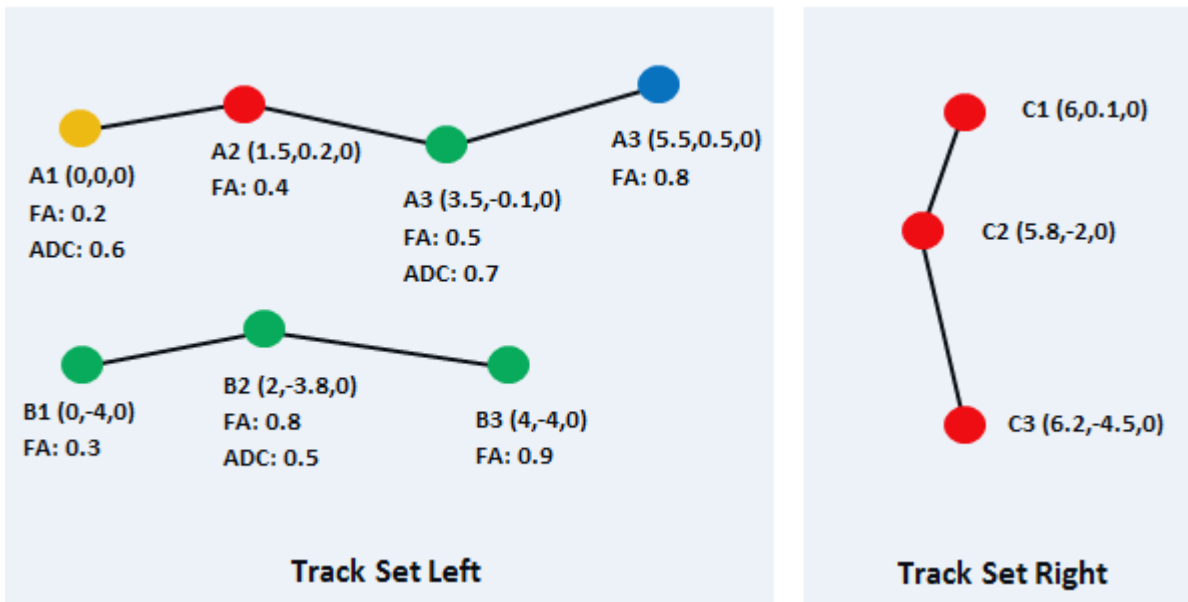 A1 (0,0,0)
FA: 0.2
ADC: 0.6
A2 (1.5,0.2,0)
FA: 0.4
A3 (3.5,-0.1,0)
FA: 0.5
ADC: 0.7
A3 (5.5,0.5,0)
FA: 0.8
B1 (0,-4,0)
FA: 0.3
B2 (2,-3.8,0)
FA: 0.8
ADC: 0.5
B3 (4,-4,0)
FA: 0.9
Track Set Left
C1 (6,0.1,0)
C2 (5.8,-2,0)
C3 (6.2,-4.5,0)
Track Set Right